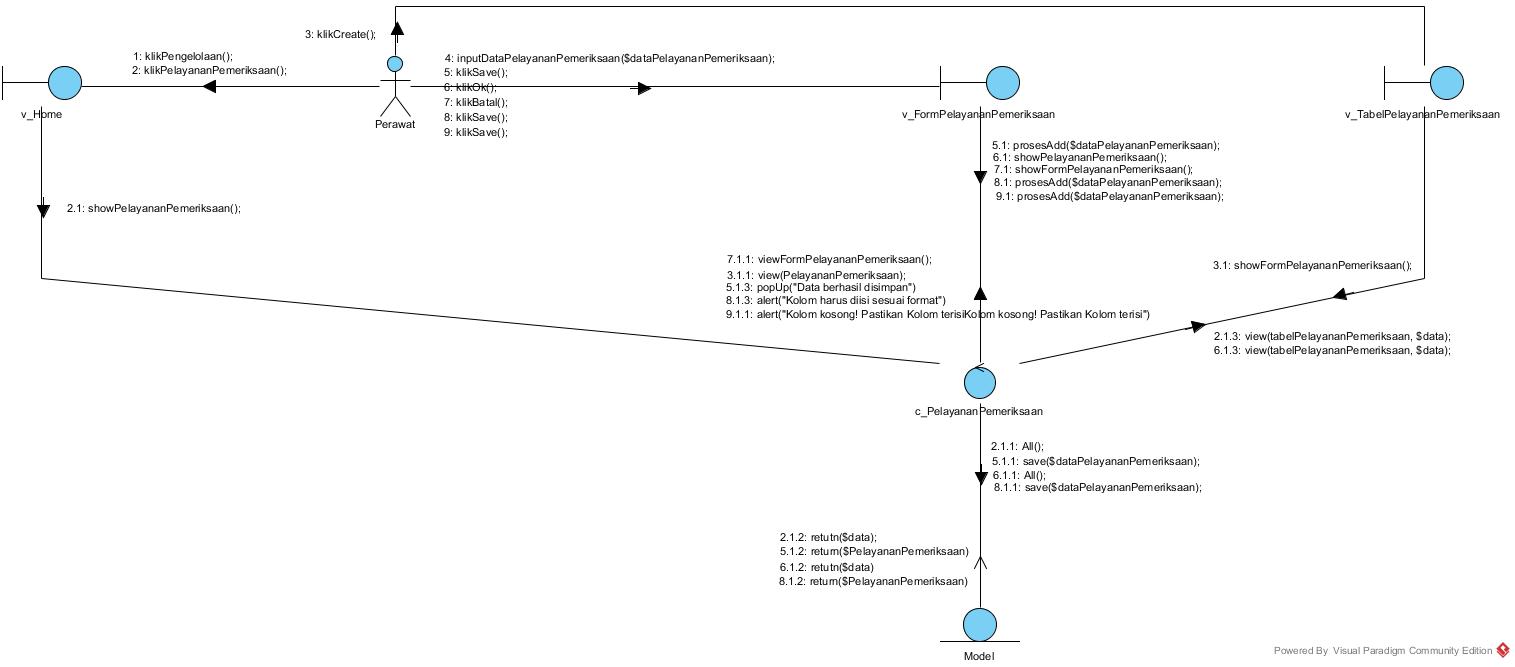 3: klikCreate();
1: klikPengelolaan();
2: klikPelayananPemeriksaan();
4: inputDataPelayananPemeriksaan($dataPelayananPemeriksaan);
5: klikSave();
6: klikOk();
7: klikBatal();
8: klikSave();
9: klikSave();
v_Home
Perawat
v_FormPelayananPemeriksaan
v_TabelPelayananPemeriksaan
5.1: prosesAdd($dataPelayananPemeriksaan);
6.1: showPelayananPemeriksaan();
7.1: showFormPelayananPemeriksaan();
8.1: prosesAdd($dataPelayananPemeriksaan);
9.1: prosesAdd($dataPelayananPemeriksaan);
2.1: showPelayananPemeriksaan();
7.1.1: viewFormPelayananPemeriksaan();
3.1.1: view(PelayananPemeriksaan);
5.1.3: popUp("Data berhasil disimpan")
8.1.3: alert("Kolom harus diisi sesuai format")
9.1.1: alert("Kolom kosong! Pastikan Kolom terisiKolom kosong! Pastikan Kolom terisi")
3.1: showFormPelayananPemeriksaan();
2.1.3: view(tabelPelayananPemeriksaan, $data);
6.1.3: view(tabelPelayananPemeriksaan, $data);
c_PelayananPemeriksaan
2.1.1: All();
5.1.1: save($dataPelayananPemeriksaan);
6.1.1: All();
8.1.1: save($dataPelayananPemeriksaan);
2.1.2: retutn($data);
5.1.2: return($PelayananPemeriksaan)
6.1.2: retutn($data)
8.1.2: return($PelayananPemeriksaan)
Model
Powered By Visual Paradigm Community Edition